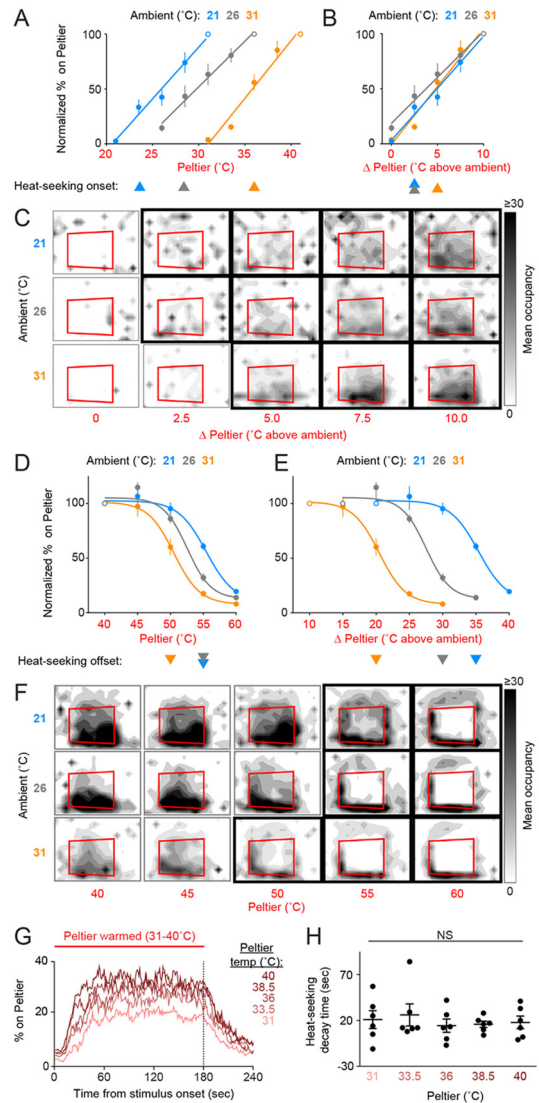 A
Ambient (˚C): 21 26 31
Normalized % on Peltier
100
50
0
20 25 30 35 40
Peltier (˚C)
B
Ambient (˚C): 21 26 31
100
50
0
0 5 10
Δ Peltier (˚C above ambient)
Heat-seeking onset:
C
Ambient (˚C)
21
26
31
0 2.5 5.0 7.5 10.0
Δ Peltier (˚C above ambient)
≥30
Mean occupancy
0
D
Ambient (˚C): 21 26 31
Normalized % on Peltier
100
50
0
40 45 50 55 60
Peltier (˚C)
E
Ambient (˚C): 21 26 31
100
50
0
10 15 20 25 30 35 40
Δ Peltier (˚C above ambient)
Heat-seeking offset:
F
Ambient (˚C)
21
26
31
40 45 50 55 60
Peltier (˚C)
≥30
Mean occupancy
0
G
Peltier warmed (31-40˚C)
Peltier
temp (˚C):
40
38.5
36
33.5
31
% on Peltier
40
20
0
0 60 120 180 240
Time from stimulus onset (sec)
H
NS
Heat-seeking
decay time (sec)
70
20
-30
31 33.5 36 38.5 40
Peltier (˚C)